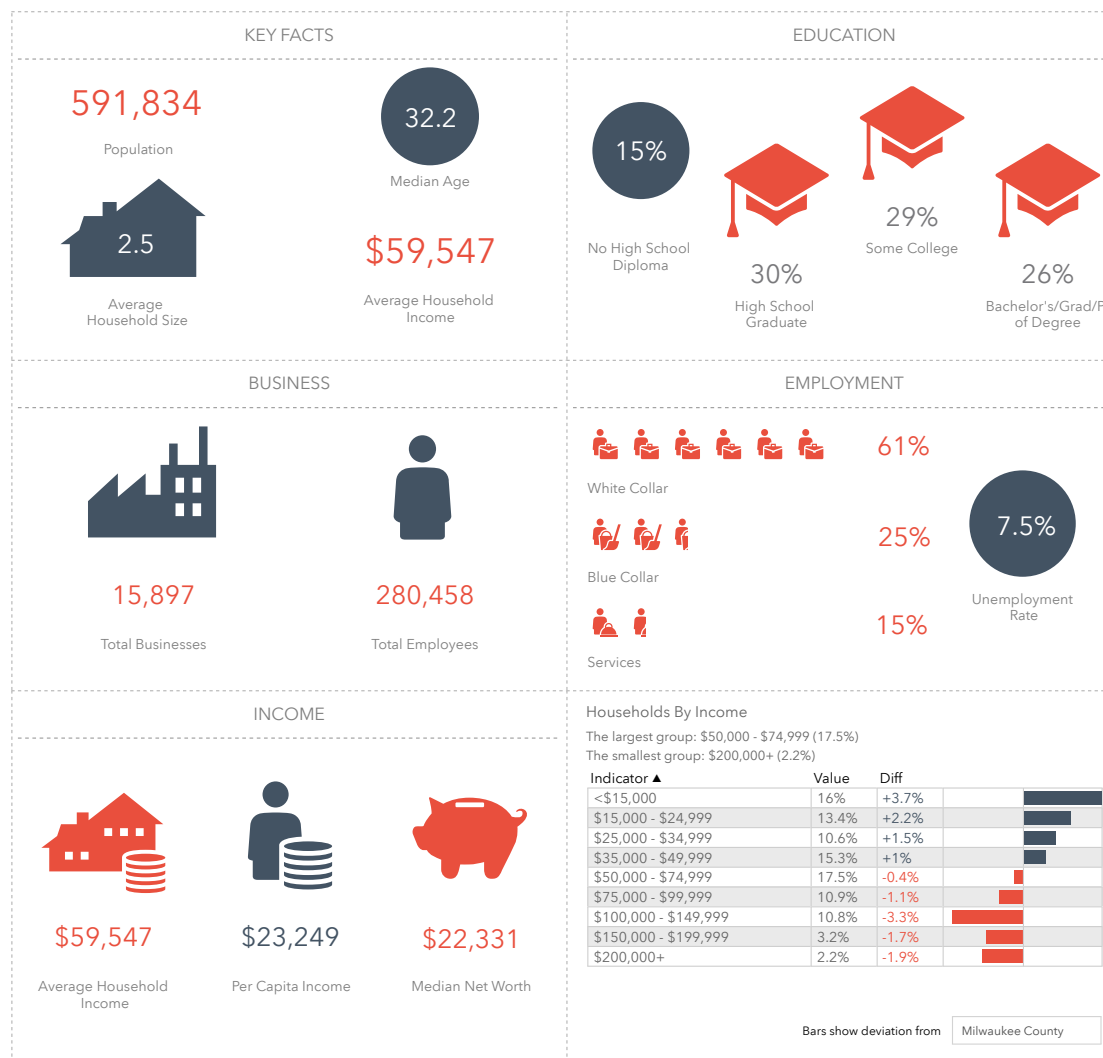 KEY FACTS
591,834
Population
32.2
Median Age
2.5
Average
Household Size
$59,547
Average Household
Income
EDUCATION
15%
No High School
Diploma
30%
High School
Graduate
29%
Some College
26%
Bachelor's/Grad/P
of Degree
BUSINESS
15,897
Total Businesses
280,458
Total Employees
EMPLOYMENT
61%
White Collar
25%
Blue Collar
15%
Services
7.5%
Unemployment
Rate
INCOME
$59,547
Average Household
Income
$23,249
Per Capita Income
$22,331
Median Net Worth
Households By Income
The largest group: $50,000 - $74,999 (17.5%)
The smallest group: $200,000+ (2.2%)
Indicator ▲ Value Diff
<$15,000 16% +3.7%
$15,000 - $24,999 13.4% +2.2%
$25,000 - $34,999 10.6% +1.5%
$35,000 - $49,999 15.3% +1%
$50,000 - $74,999 17.5% -0.4%
$75,000 - $99,999 10.9% -1.1%
$100,000 - $149,999 10.8% -3.3%
$150,000 - $199,999 3.2% -1.7%
$200,000+ 2.2% -1.9%
Bars show deviation from Milwaukee County